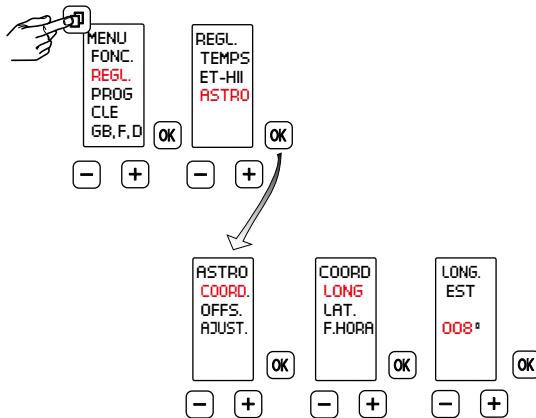 MENU
FONC.
REGL.
PROG
CLE
GB,F,D
OK
- +
REGL.
TEMPS
ET-HII
ASTRO
OK
- +
ASTRO
COORD.
OFFS.
AJUST.
OK
- +
COORD
LONG
LAT.
F.HORA
OK
- +
LONG.
EST
008°
OK
- +